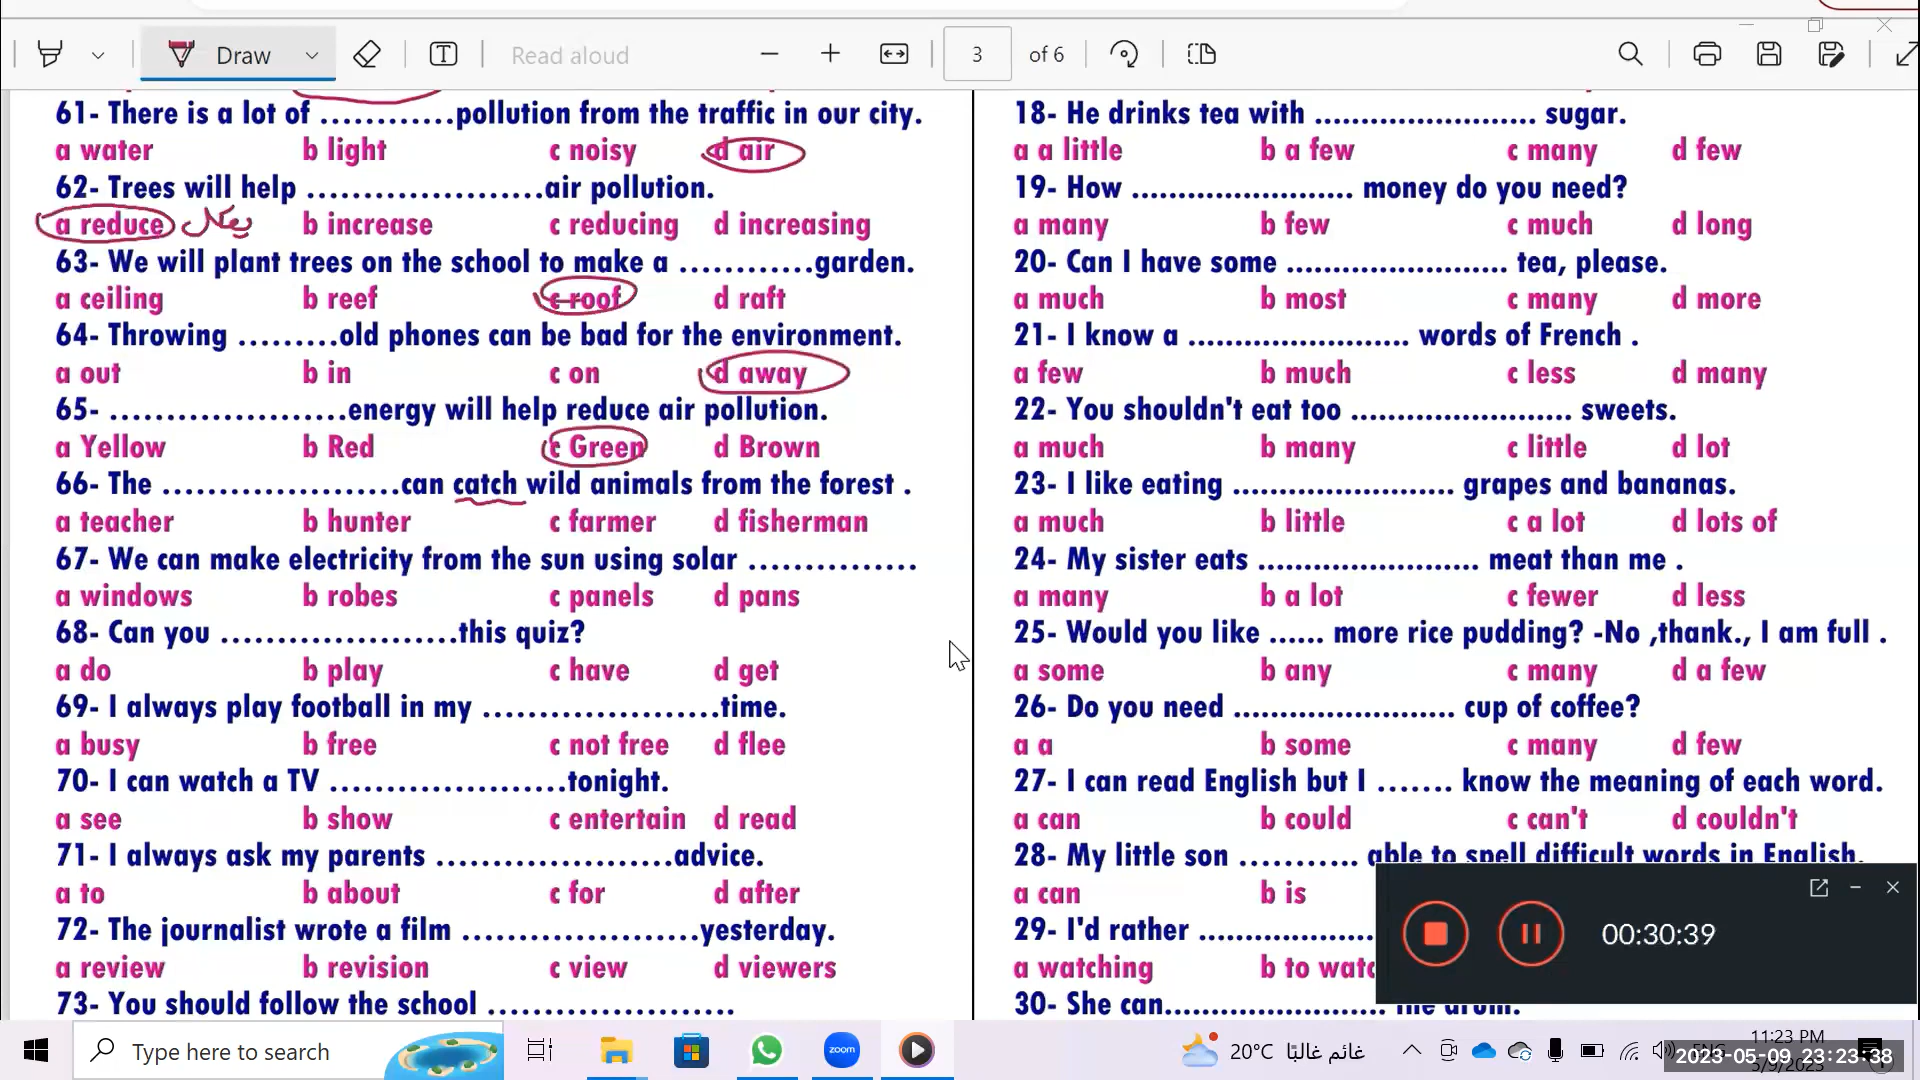 Draw
Read aloud
3
of 6
61- There is a lot of ............pollution from the traffic in our city.
a water b light c noisy d air
62- Trees will help .....................air pollution.
a reduce يقلل b increase c reducing d increasing
63- We will plant trees on the school to make a ............garden.
a ceiling b reef c roof d raft
64- Throwing .........old phones can be bad for the environment.
a out b in c on d away
65- .....................energy will help reduce air pollution.
a Yellow b Red c Green d Brown
66- The .....................can catch wild animals from the forest .
a teacher b hunter c farmer d fisherman
67- We can make electricity from the sun using solar ...............
a windows b robes c panels d pans
68- Can you .....................this quiz?
a do b play c have d get
69- I always play football in my .....................time.
a busy b free c not free d flee
70- I can watch a TV .....................tonight.
a see b show c entertain d read
71- I always ask my parents .....................advice.
a to b about c for d after
72- The journalist wrote a film .....................yesterday.
a review b revision c view d viewers
73- You should follow the school ......................
18- He drinks tea with ....................... sugar.
a a little b a few c many d few
19- How ....................... money do you need?
a many b few c much d long
20- Can I have some ....................... tea, please.
a much b most c many d more
21- I know a ....................... words of French .
a few b much c less d many
22- You shouldn't eat too ....................... sweets.
a much b many c little d lot
23- I like eating ....................... grapes and bananas.
a much b little c a lot d lots of
24- My sister eats ....................... meat than me .
a many b a lot c fewer d less
25- Would you like ...... more rice pudding? -No ,thank., I am full .
a some b any c many d a few
26- Do you need ....................... cup of coffee?
a a b some c many d few
27- I can read English but I ....... know the meaning of each word.
a can b could c can't d couldn't
28- My little son ........... able to spell difficult words in English.
a can b is
29- I'd rather ..................
a watching b to watc
30- She can....................... the drum.
00:30:39
Type here to search
zoom
20°C غائم غالبًا
11:23 PM
2023-05-09 23:23:38